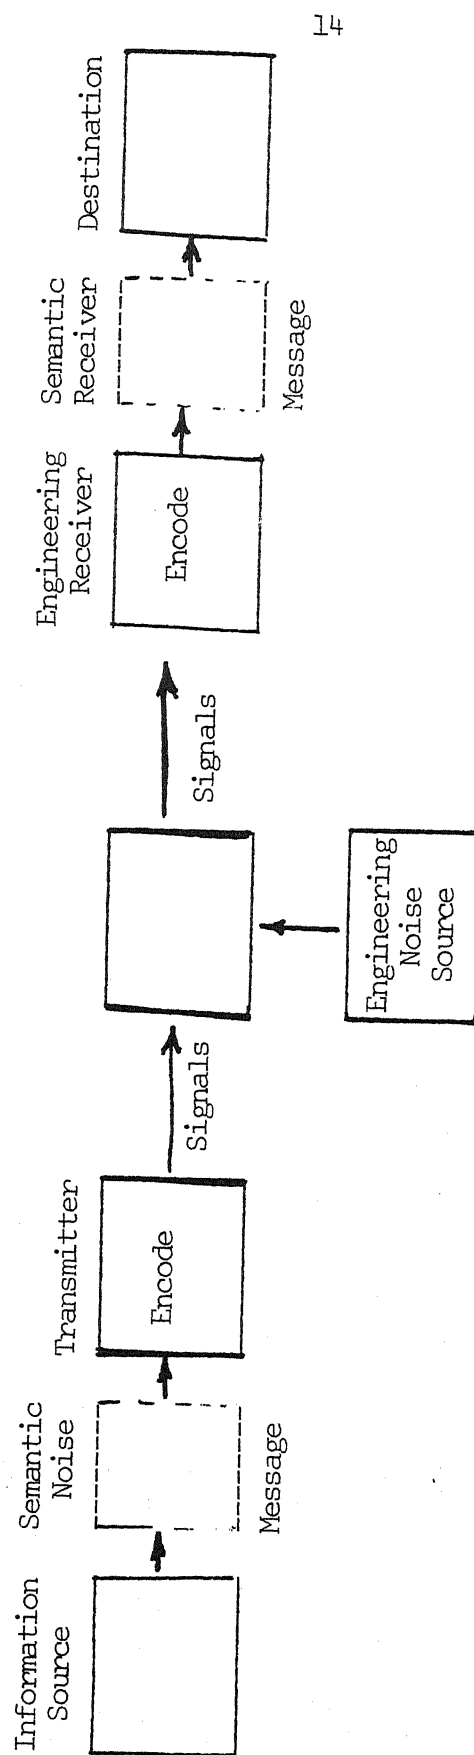 14
Information
Source
Semantic
Noise
Message
Transmitter
Encode
Signals
Engineering
Noise
Source
Signals
Engineering
Receiver
Encode
Semantic
Receiver
Message
Destination